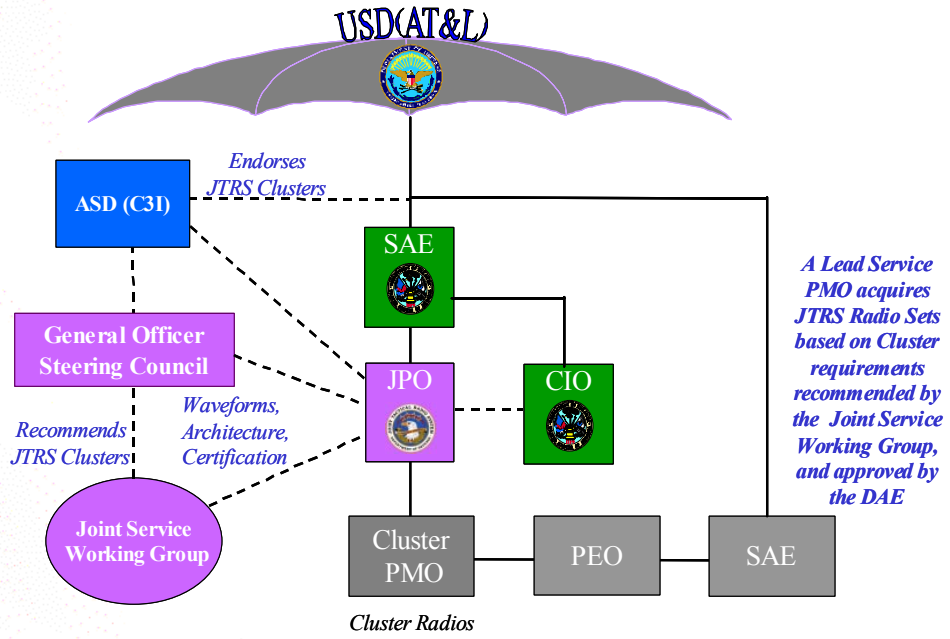 USD(AT&L)
Endorses
JTRS Clusters
ASD (C3I)
SAE
General Officer
Steering Council
JPO
CIO
Recommends
JTRS Clusters
Waveforms,
Architecture,
Certification
Joint Service
Working Group
Cluster
PMO
PEO
SAE
Cluster Radios
A Lead Service
PMO acquires
JTRS Radio Sets
based on Cluster
requirements
recommended by
the Joint Service
Working Group,
and approved by
the DAE